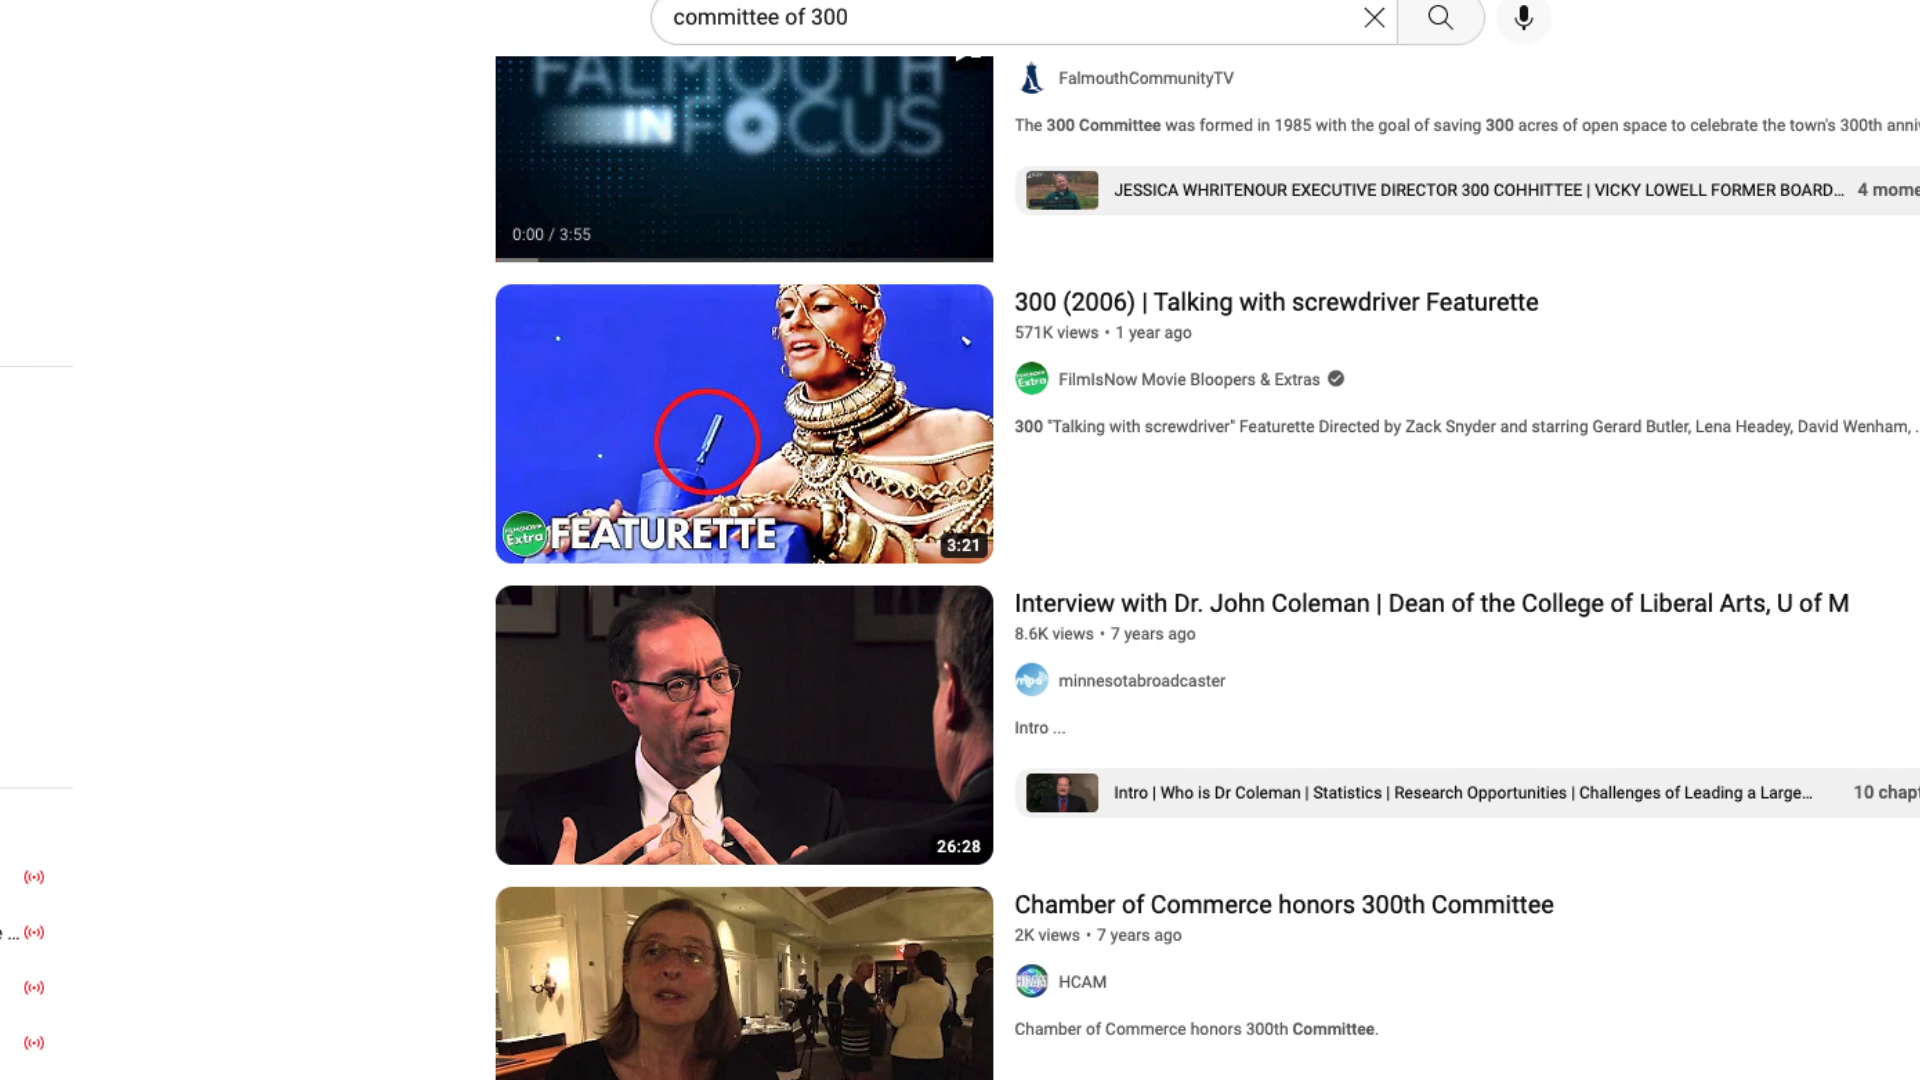 committee of 300
FALMOUTH
IN FOCUS
0:00 / 3:55
FalmouthCommunityTV
The 300 Committee was formed in 1985 with the goal of saving 300 acres of open space to celebrate the town's 300th
JESSICA WHRITENOUR EXECUTIVE DIRECTOR 300 COHHITTEE | VICKY LOWELL FORMER BOARD... 4
Extra
FEATURETTE
3:21
300 (2006) | Talking with screwdriver Featurette
571K views • 1 year ago
Extra
FilmIsNow Movie Bloopers & Extras
300 "Talking with screwdriver" Featurette Directed by Zack Snyder and starring Gerard Butler, Lena Headey, David Wenham, .
26:28
Interview with Dr. John Coleman | Dean of the College of Liberal Arts, U of M
8.6K views • 7 years ago
minnesotabroadcaster
Intro ...
Intro | Who is Dr Coleman | Statistics | Research Opportunities | Challenges of Leading a Large... 10
Chamber of Commerce honors 300th Committee
2K views • 7 years ago
HCAM
HCAM
Chamber of Commerce honors 300th Committee.